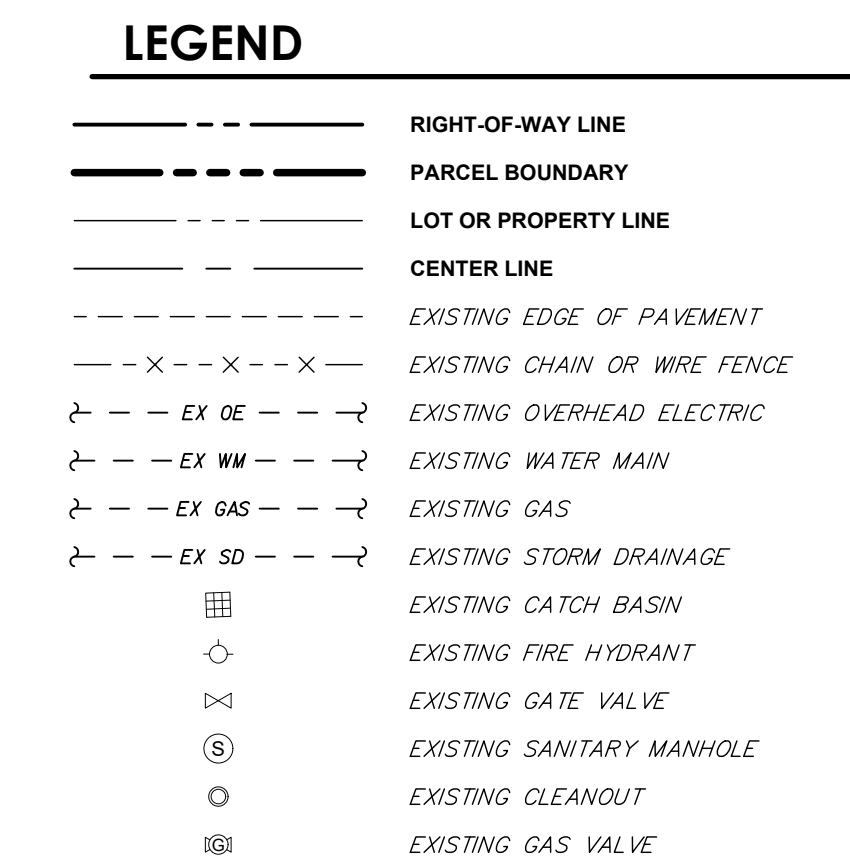 LEGEND
RIGHT-OF-WAY LINE
PARCEL BOUNDARY
LOT OR PROPERTY LINE
CENTER LINE
EXISTING EDGE OF PAVEMENT
EXISTING CHAIN OR WIRE FENCE
EX OE EXISTING OVERHEAD ELECTRIC
EX WM EXISTING WATER MAIN
EX GAS EXISTING GAS
EX SD EXISTING STORM DRAINAGE
EXISTING CATCH BASIN
EXISTING FIRE HYDRANT
EXISTING GATE VALVE
S EXISTING SANITARY MANHOLE
EXISTING CLEANOUT
G EXISTING GAS VALVE